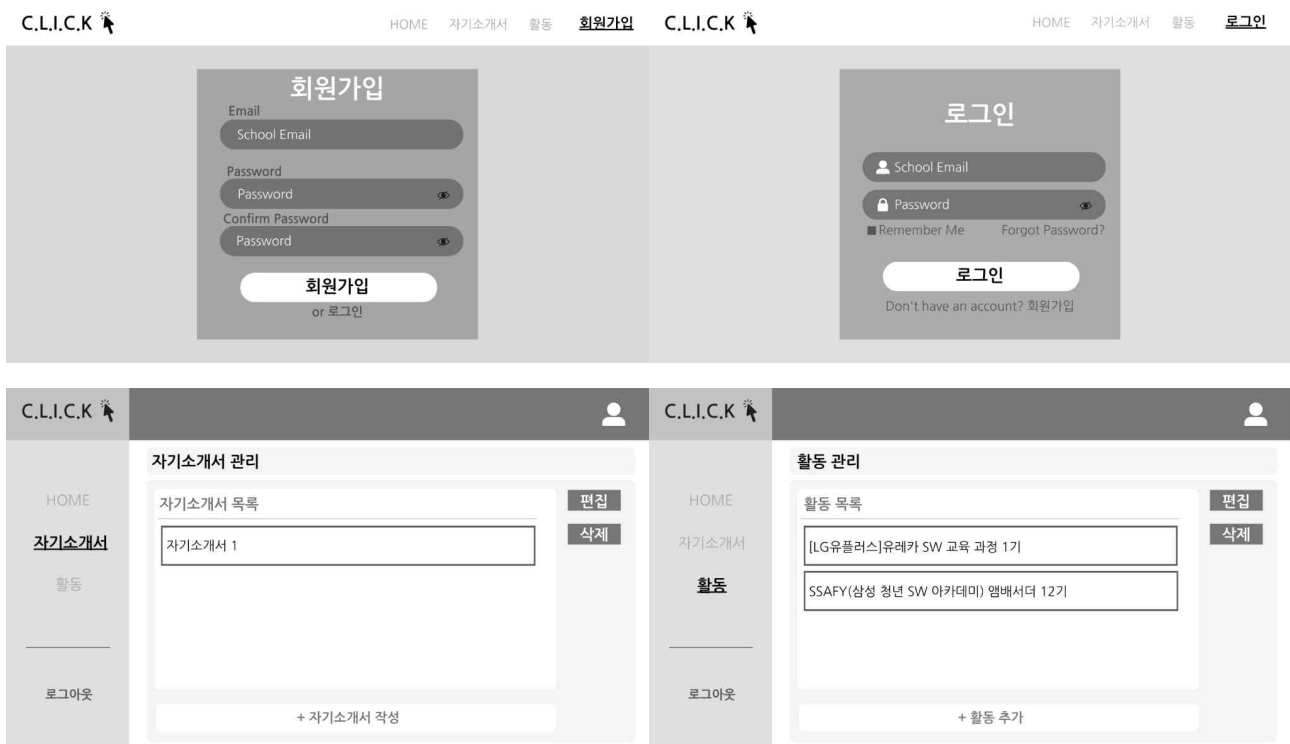 C.L.I.C.K
HOME 자기소개서 활동 회원가입
회원가입
Email
School Email
Password
Password
Confirm Password
Password
회원가입
or 로그인
C.L.I.C.K
HOME 자기소개서 활동 로그인
로그인
School Email
Password
Remember Me Forgot Password?
로그인
Don't have an account? 회원가입
C.L.I.C.K
HOME
자기소개서
활동
로그아웃
자기소개서 관리
자기소개서 목록
자기소개서 1
편집
삭제
+ 자기소개서 작성
C.L.I.C.K
HOME
자기소개서
활동
로그아웃
활동 관리
활동 목록
[LG유플러스]유레카 SW 교육 과정 1기
SSAFY(삼성 청년 SW 아카데미) 앰배서더 12기
편집
삭제
+ 활동 추가